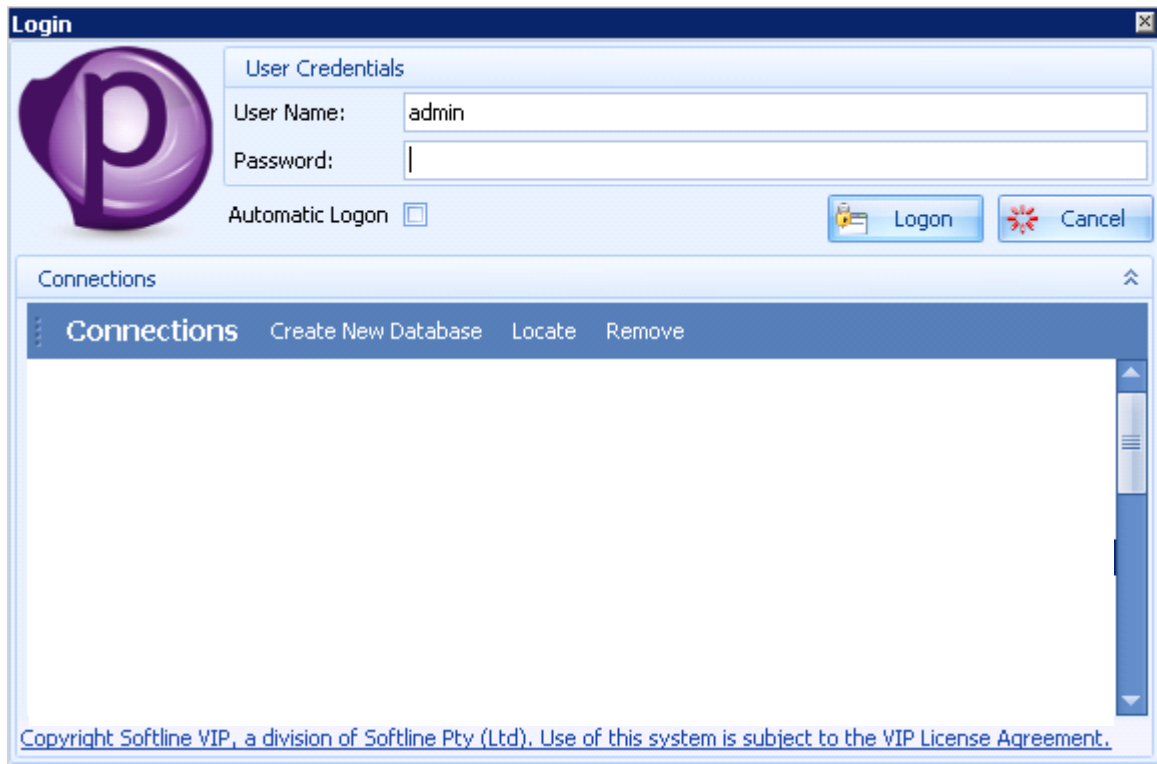 Login
p
User Credentials
User Name: admin
Password:
Automatic Logon Logon Cancel
Connections
Connections Create New Database Locate Remove
Copyright Softline VIP, a division of Softline Pty (Ltd). Use of this system is subject to the VIP License Agreement.